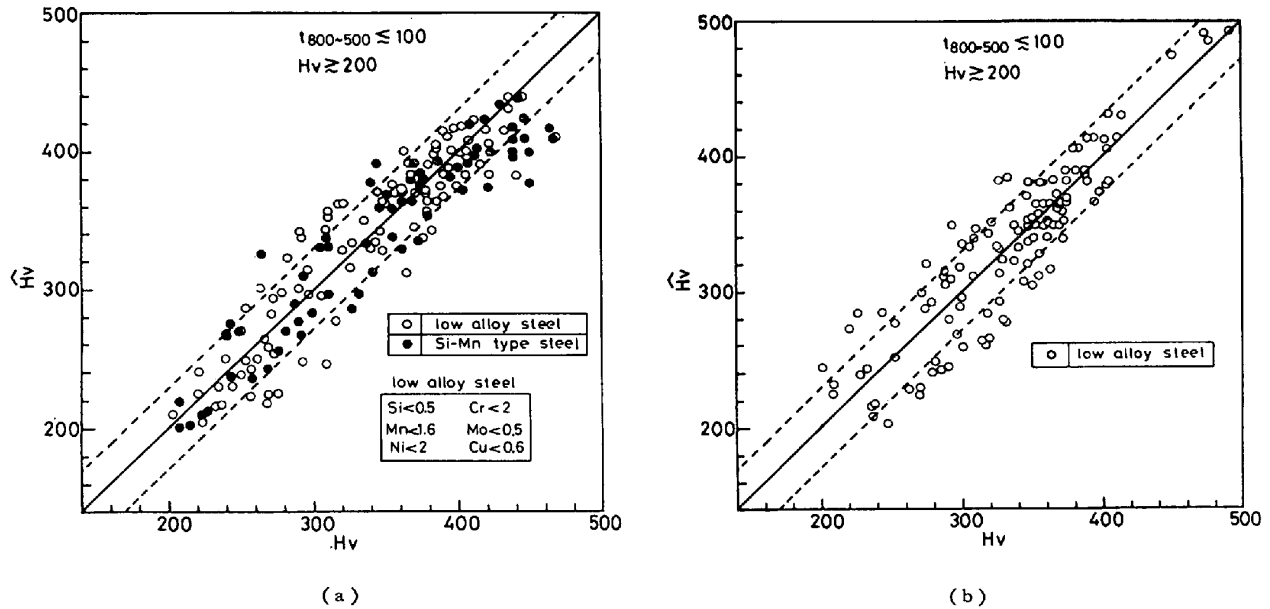 (a)
500
400
300
200
t800~500 ≲ 100
Hv ≳ 200
low alloy steel
Si-Mn type steel
low alloy steel
Si<0.5 Cr<2
Mn<1.6 Mo<0.5
Ni<2 Cu<0.6
Ĥv
200 300 400 500
Hv
(a)
(b)
500
400
300
200
t800~500 ≲ 100
Hv ≳ 200
low alloy steel
Ĥv
200 300 400 500
Hv
(b)